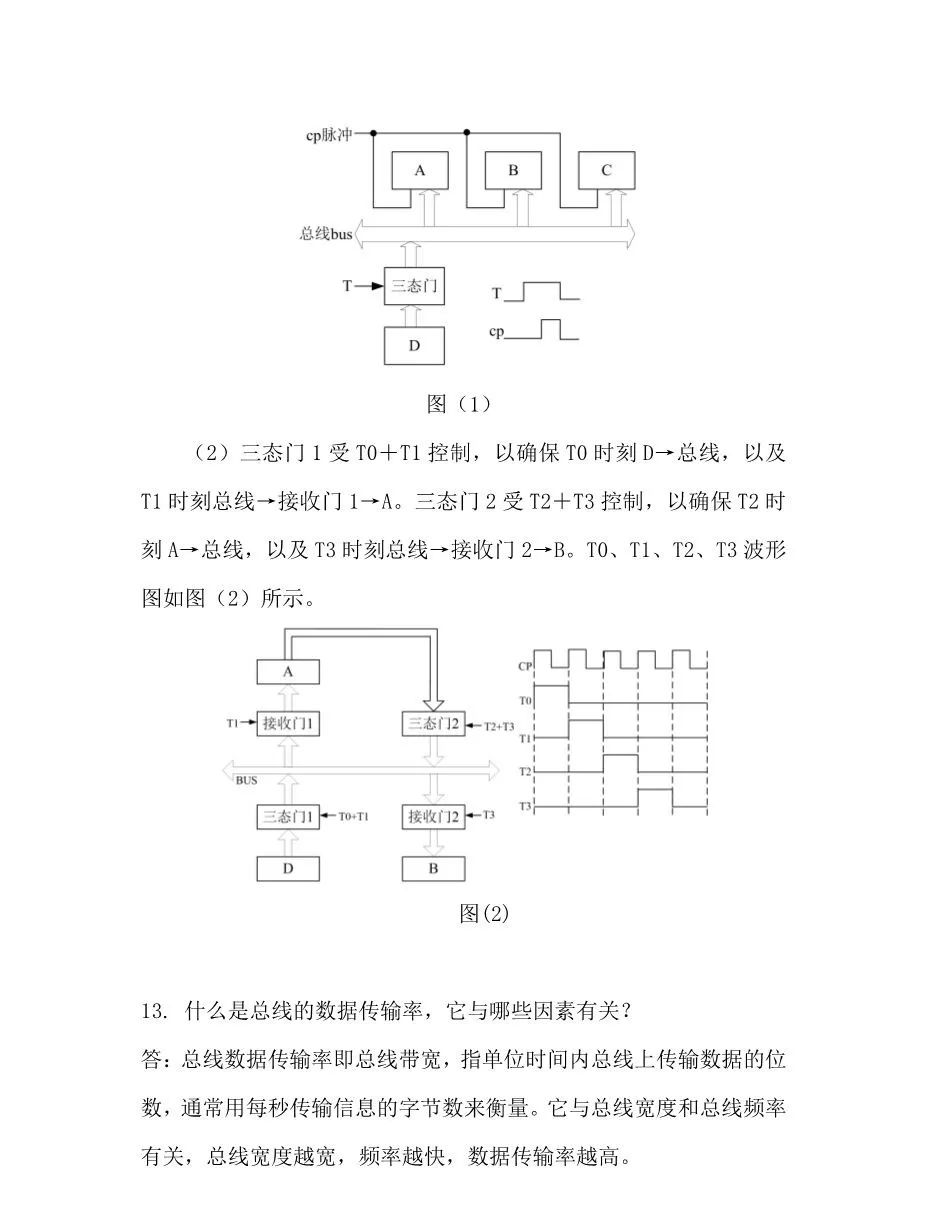 cp脉冲
A
B
C
总线bus
T
三态门
T
cp
D
图（1）
（2）三态门 1 受 T0＋T1 控制，以确保 T0 时刻 D→总线，以及
T1 时刻总线→接收门 1→A。三态门 2 受 T2＋T3 控制，以确保 T2 时
刻 A→总线，以及 T3 时刻总线→接收门 2→B。T0、T1、T2、T3 波形
图如图（2）所示。
A
CP
T0
T1
接收门1
三态门2
T2+T3
T1
BUS
T2
三态门1
T0+T1
接收门2
T3
T3
D
B
图(2)
13. 什么是总线的数据传输率，它与哪些因素有关？
答：总线数据传输率即总线带宽，指单位时间内总线上传输数据的位
数，通常用每秒传输信息的字节数来衡量。它与总线宽度和总线频率
有关，总线宽度越宽，频率越快，数据传输率越高。